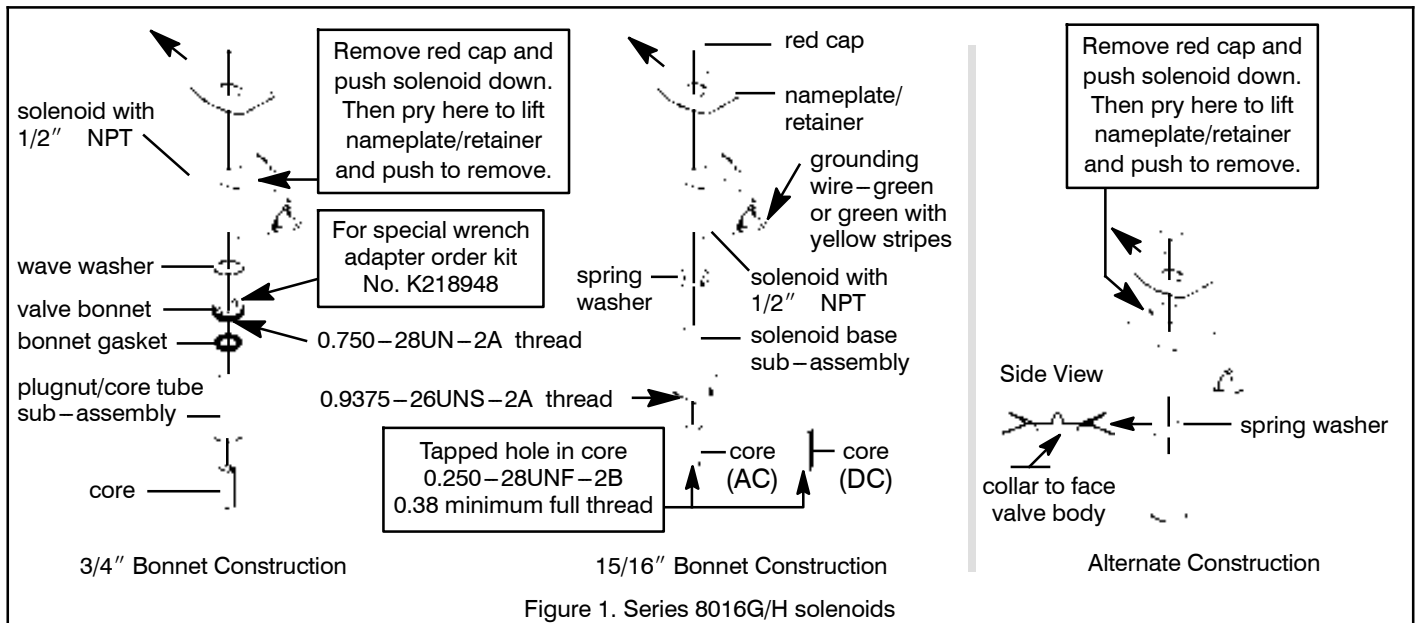 Remove red cap and
push solenoid down.
Then pry here to lift
nameplate/retainer
and push to remove.
solenoid with
1/2″ NPT
For special wrench
adapter order kit
No. K218948
wave washer
valve bonnet
bonnet gasket
0.750–28UN–2A thread
plugnut/core tube
sub–assembly
core
3/4″ Bonnet Construction
red cap
nameplate/
retainer
grounding
wire–green
or green with
yellow stripes
spring
washer
solenoid with
1/2″ NPT
solenoid base
sub–assembly
0.9375–26UNS–2A thread
Tapped hole in core
0.250–28UNF–2B
0.38 minimum full thread
core
(AC)
core
(DC)
15/16″ Bonnet Construction
Remove red cap and
push solenoid down.
Then pry here to lift
nameplate/retainer
and push to remove.
Side View
spring washer
collar to face
valve body
Alternate Construction
Figure 1. Series 8016G/H solenoids